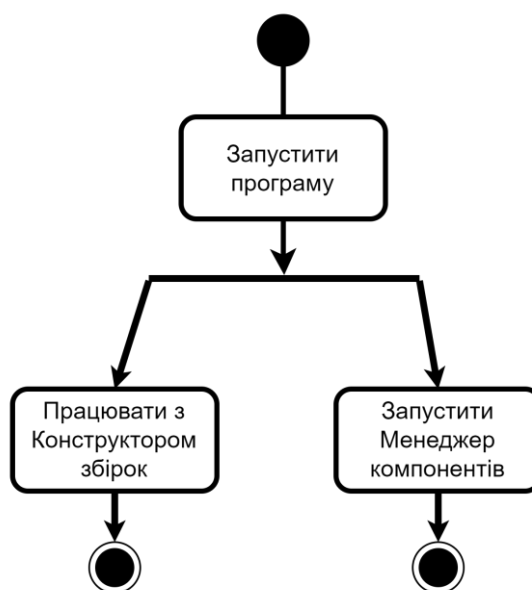 Запустити
програму
Працювати з
Конструктором
збірок
Запустити
Менеджер
компонентів